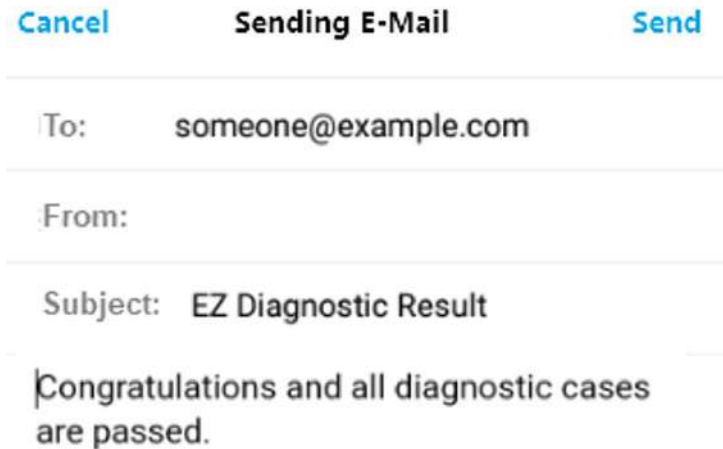 Cancel Sending E-Mail Send
To: someone@example.com
From:
Subject: EZ Diagnostic Result
Congratulations and all diagnostic cases
are passed.